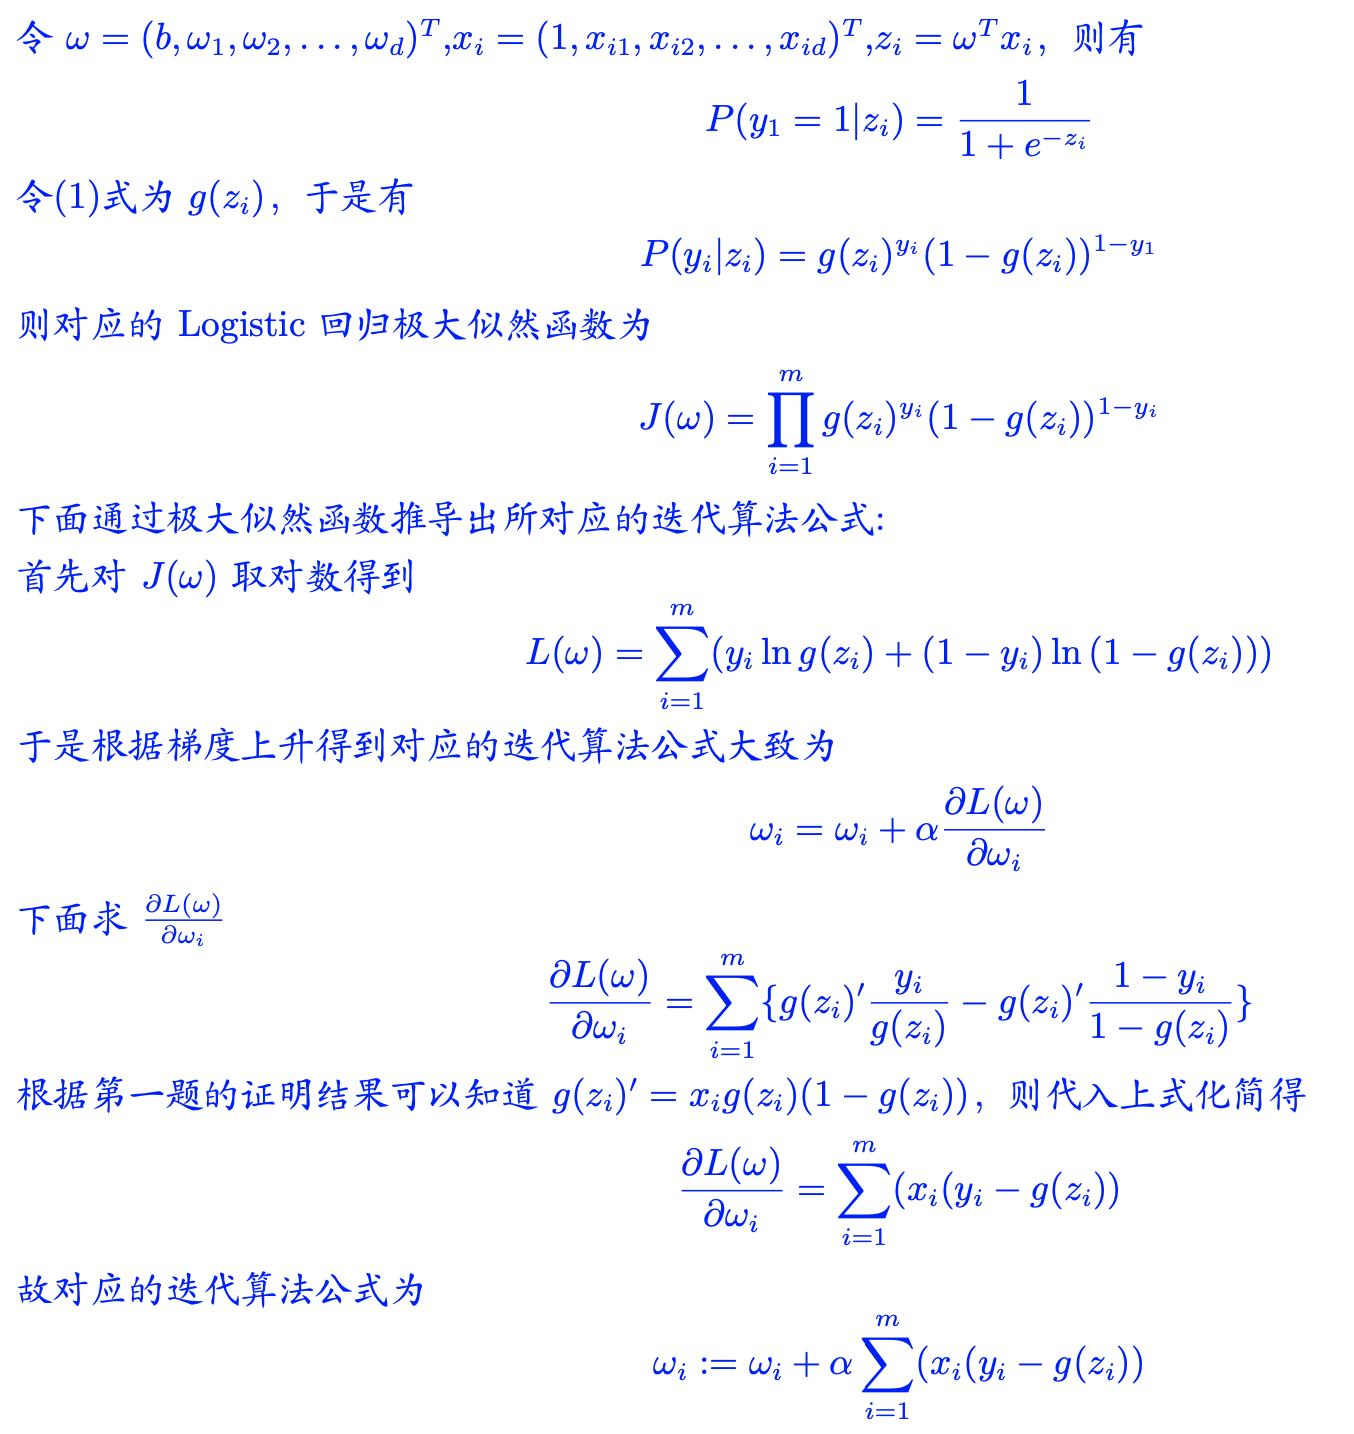 令 $\omega = (b, \omega_1, \omega_2, \ldots, \omega_d)^T$,$x_i = (1, x_{i1}, x_{i2}, \ldots, x_{id})^T$,$z_i = \omega^T x_i$，则有
$P(y_1 = 1|z_i) = \frac{1}{1 + e^{-z_i}}$
令(1)式为 $g(z_i)$，于是有
$P(y_i|z_i) = g(z_i)^{y_i}(1 - g(z_i))^{1-y_1}$
则对应的 Logistic 回归极大似然函数为
$J(\omega) = \prod_{i=1}^{m} g(z_i)^{y_i}(1 - g(z_i))^{1-y_i}$
下面通过极大似然函数推导出所对应的迭代算法公式:
首先对 $J(\omega)$ 取对数得到
$L(\omega) = \sum_{i=1}^{m}(y_i \ln g(z_i) + (1 - y_i) \ln (1 - g(z_i)))$
于是根据梯度上升得到对应的迭代算法公式大致为
$\omega_i = \omega_i + \alpha \frac{\partial L(\omega)}{\partial \omega_i}$
下面求 $\frac{\partial L(\omega)}{\partial \omega_i}$
$\frac{\partial L(\omega)}{\partial \omega_i} = \sum_{i=1}^{m}\{g(z_i)' \frac{y_i}{g(z_i)} - g(z_i)' \frac{1 - y_i}{1 - g(z_i)}\}$
根据第一题的证明结果可以知道 $g(z_i)' = x_i g(z_i)(1 - g(z_i))$，则代入上式化简得
$\frac{\partial L(\omega)}{\partial \omega_i} = \sum_{i=1}^{m}(x_i(y_i - g(z_i))$
故对应的迭代算法公式为
$\omega_i := \omega_i + \alpha \sum_{i=1}^{m}(x_i(y_i - g(z_i))$